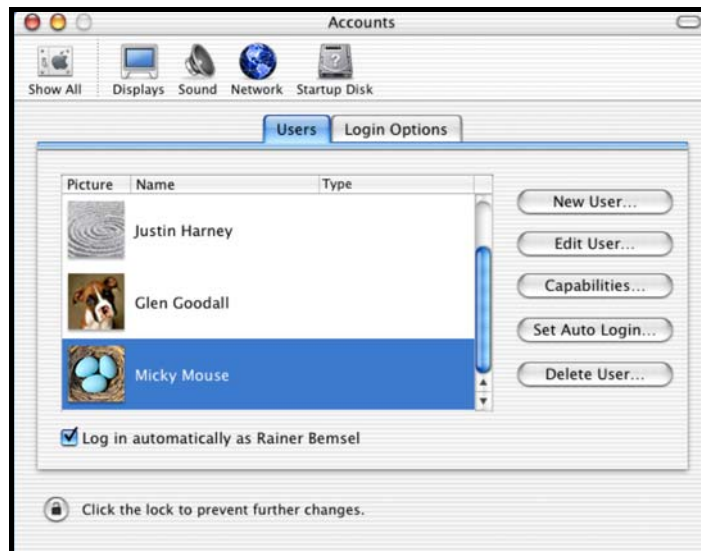 Accounts
Show All Displays Sound Network Startup Disk
Users Login Options
Picture Name Type
Justin Harney
Glen Goodall
Micky Mouse
New User...
Edit User...
Capabilities...
Set Auto Login...
Delete User...
Log in automatically as Rainer Bemsel
Click the lock to prevent further changes.